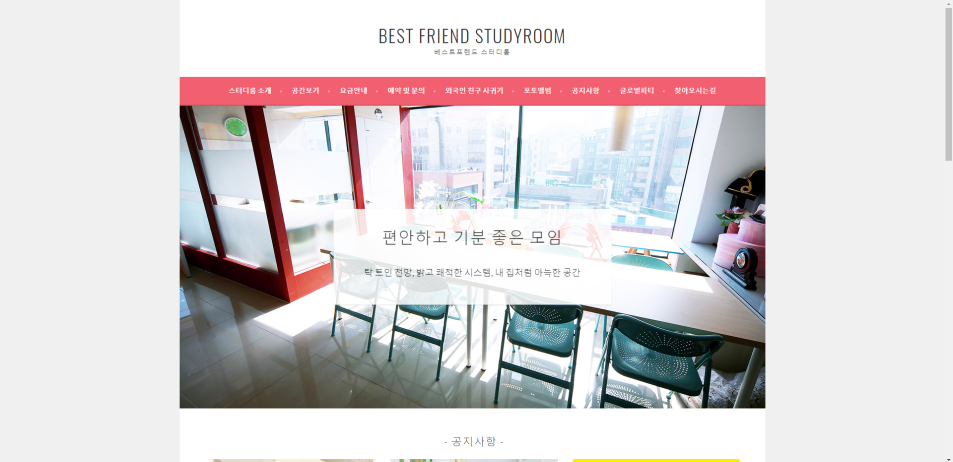 BEST FRIEND STUDYROOM
베스트프렌드 스터디룸
스터디룸 소개 • 공간보기 • 요금안내 • 예약 및 문의 • 외국인 친구 사귀기 • 포토앨범 • 공지사항 • 글로벌파티 • 찾아오시는길
편안하고 기분 좋은 모임
탁 트인 전망, 밝고 쾌적한 시스템, 내 집처럼 아늑한 공간
- 공지사항 -